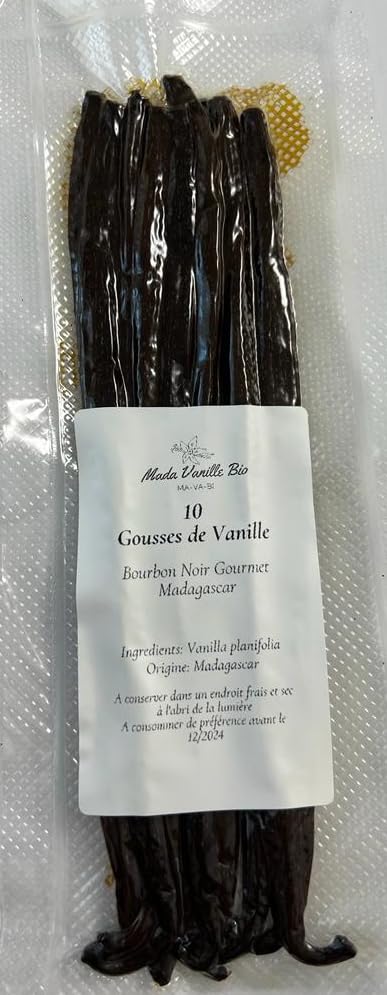 Mada Vanille Bio
MA-VA-BI
10
Gousses de Vanille
Bourbon Noir Gourmet
Madagascar
Ingredients: Vanilla planifolia
Origine: Madagascar
A conserver dans un endroit frais et sec
à l'abri de la lumière
A consommer de préférence avant le
12/2024